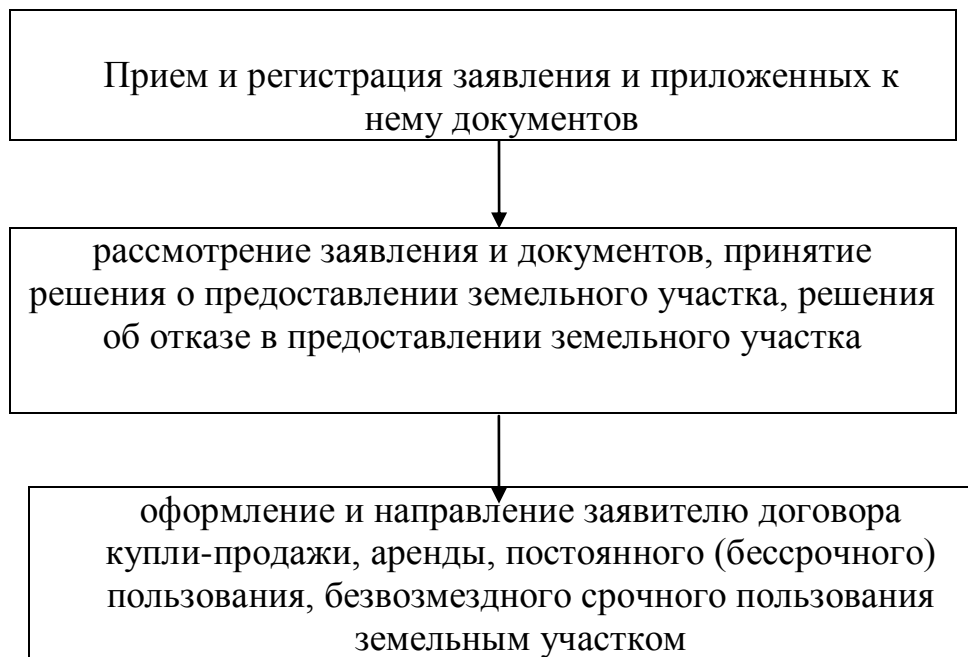 Прием и регистрация заявления и приложенных к
нему документов
рассмотрение заявления и документов, принятие
решения о предоставлении земельного участка, решения
об отказе в предоставлении земельного участка
оформление и направление заявителю договора
купли-продажи, аренды, постоянного (бессрочного)
пользования, безвозмездного срочного пользования
земельным участком